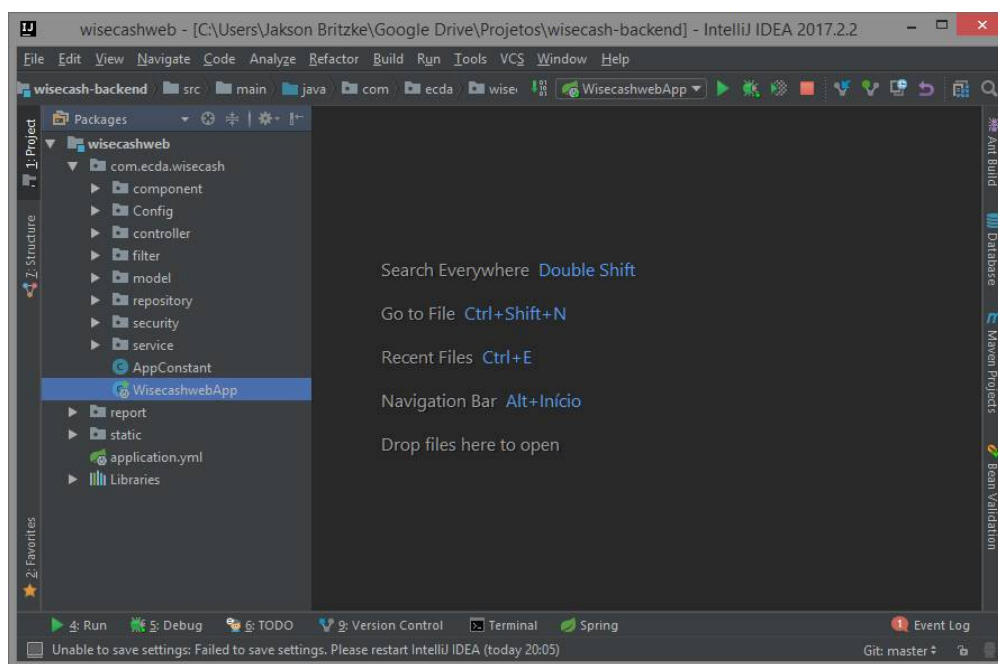 wisecashweb - [C:\Users\Jakson Britzke\Google Drive\Projetos\wisecash-backend] - IntelliJ IDEA 2017.2.2
File Edit View Navigate Code Analyze Refactor Build Run Tools VCS Window Help
wisecash-backend src main java com ecda wise WisecashwebApp
Packages
wisecashweb
com.ecda.wisecash
component
Config
controller
filter
model
repository
security
service
AppConstant
WisecashwebApp
report
static
application.yml
Libraries
1: Project
7: Structure
2: Favorites
Search Everywhere Double Shift
Go to File Ctrl+Shift+N
Recent Files Ctrl+E
Navigation Bar Alt+Início
Drop files here to open
Ant Build
Database
Maven Projects
Bean Validation
4: Run 5: Debug 6: TODO 9: Version Control Terminal Spring 1 Event Log
Unable to save settings: Failed to save settings. Please restart IntelliJ IDEA (today 20:05) Git: master